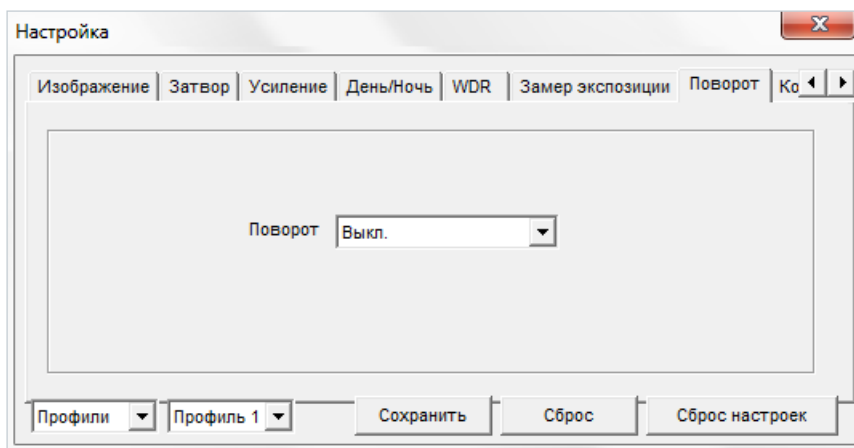 Настройка
Изображение Затвор Усиление День/Ночь WDR Замер экспозиции Поворот Ко
Поворот Выкл.
Профили Профиль 1 Сохранить Сброс Сброс настроек